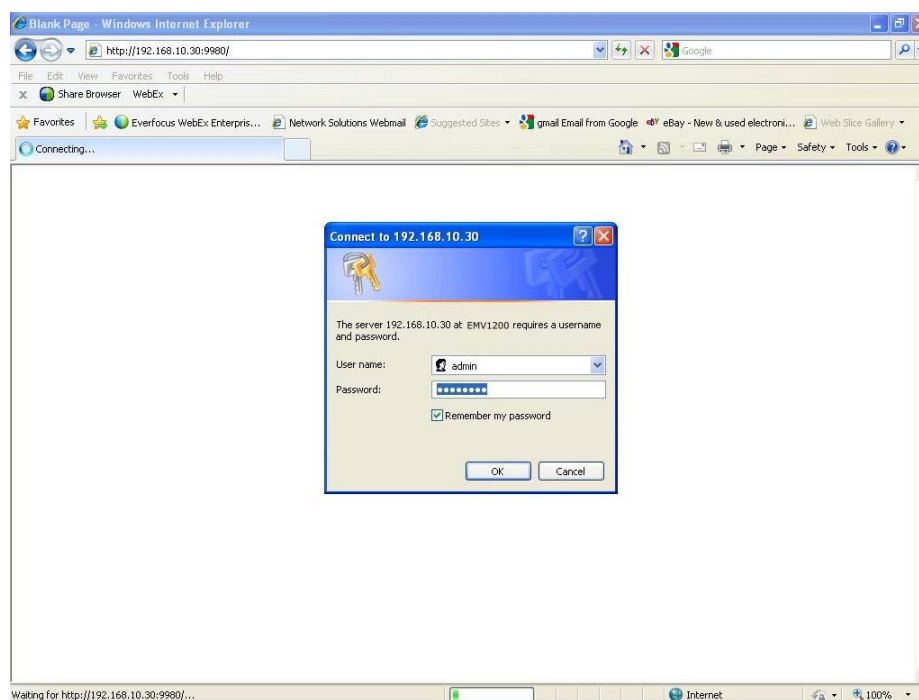 Blank Page - Windows Internet Explorer
http://192.168.10.30:9980/
Google
File Edit View Favorites Tools Help
x Share Browser WebEx
Favorites Everfocus WebEx Enterpris... Network Solutions Webmail Suggested Sites gmail Email from Google eBay - New & used electroni... Web Slice Gallery
Connecting... Page Safety Tools
Connect to 192.168.10.30
The server 192.168.10.30 at EMV1200 requires a username
and password.
User name: admin
Password: ••••••••
Remember my password
OK Cancel
Waiting for http://192.168.10.30:9980/... Internet 100%